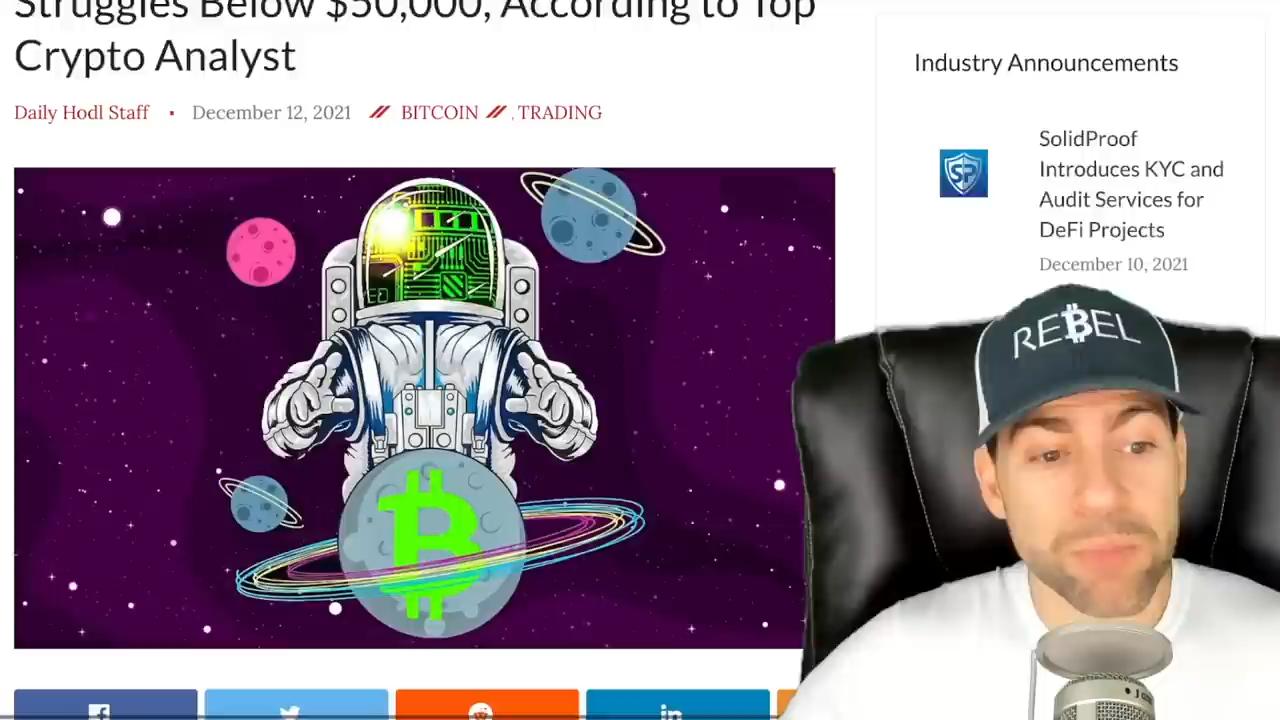 Struggles Below $50,000, According to Top
Crypto Analyst
Daily Hodl Staff
December 12, 2021
BITCOIN
, TRADING
Industry Announcements
SP
SolidProof
Introduces KYC and
Audit Services for
DeFi Projects
December 10, 2021
REBEL